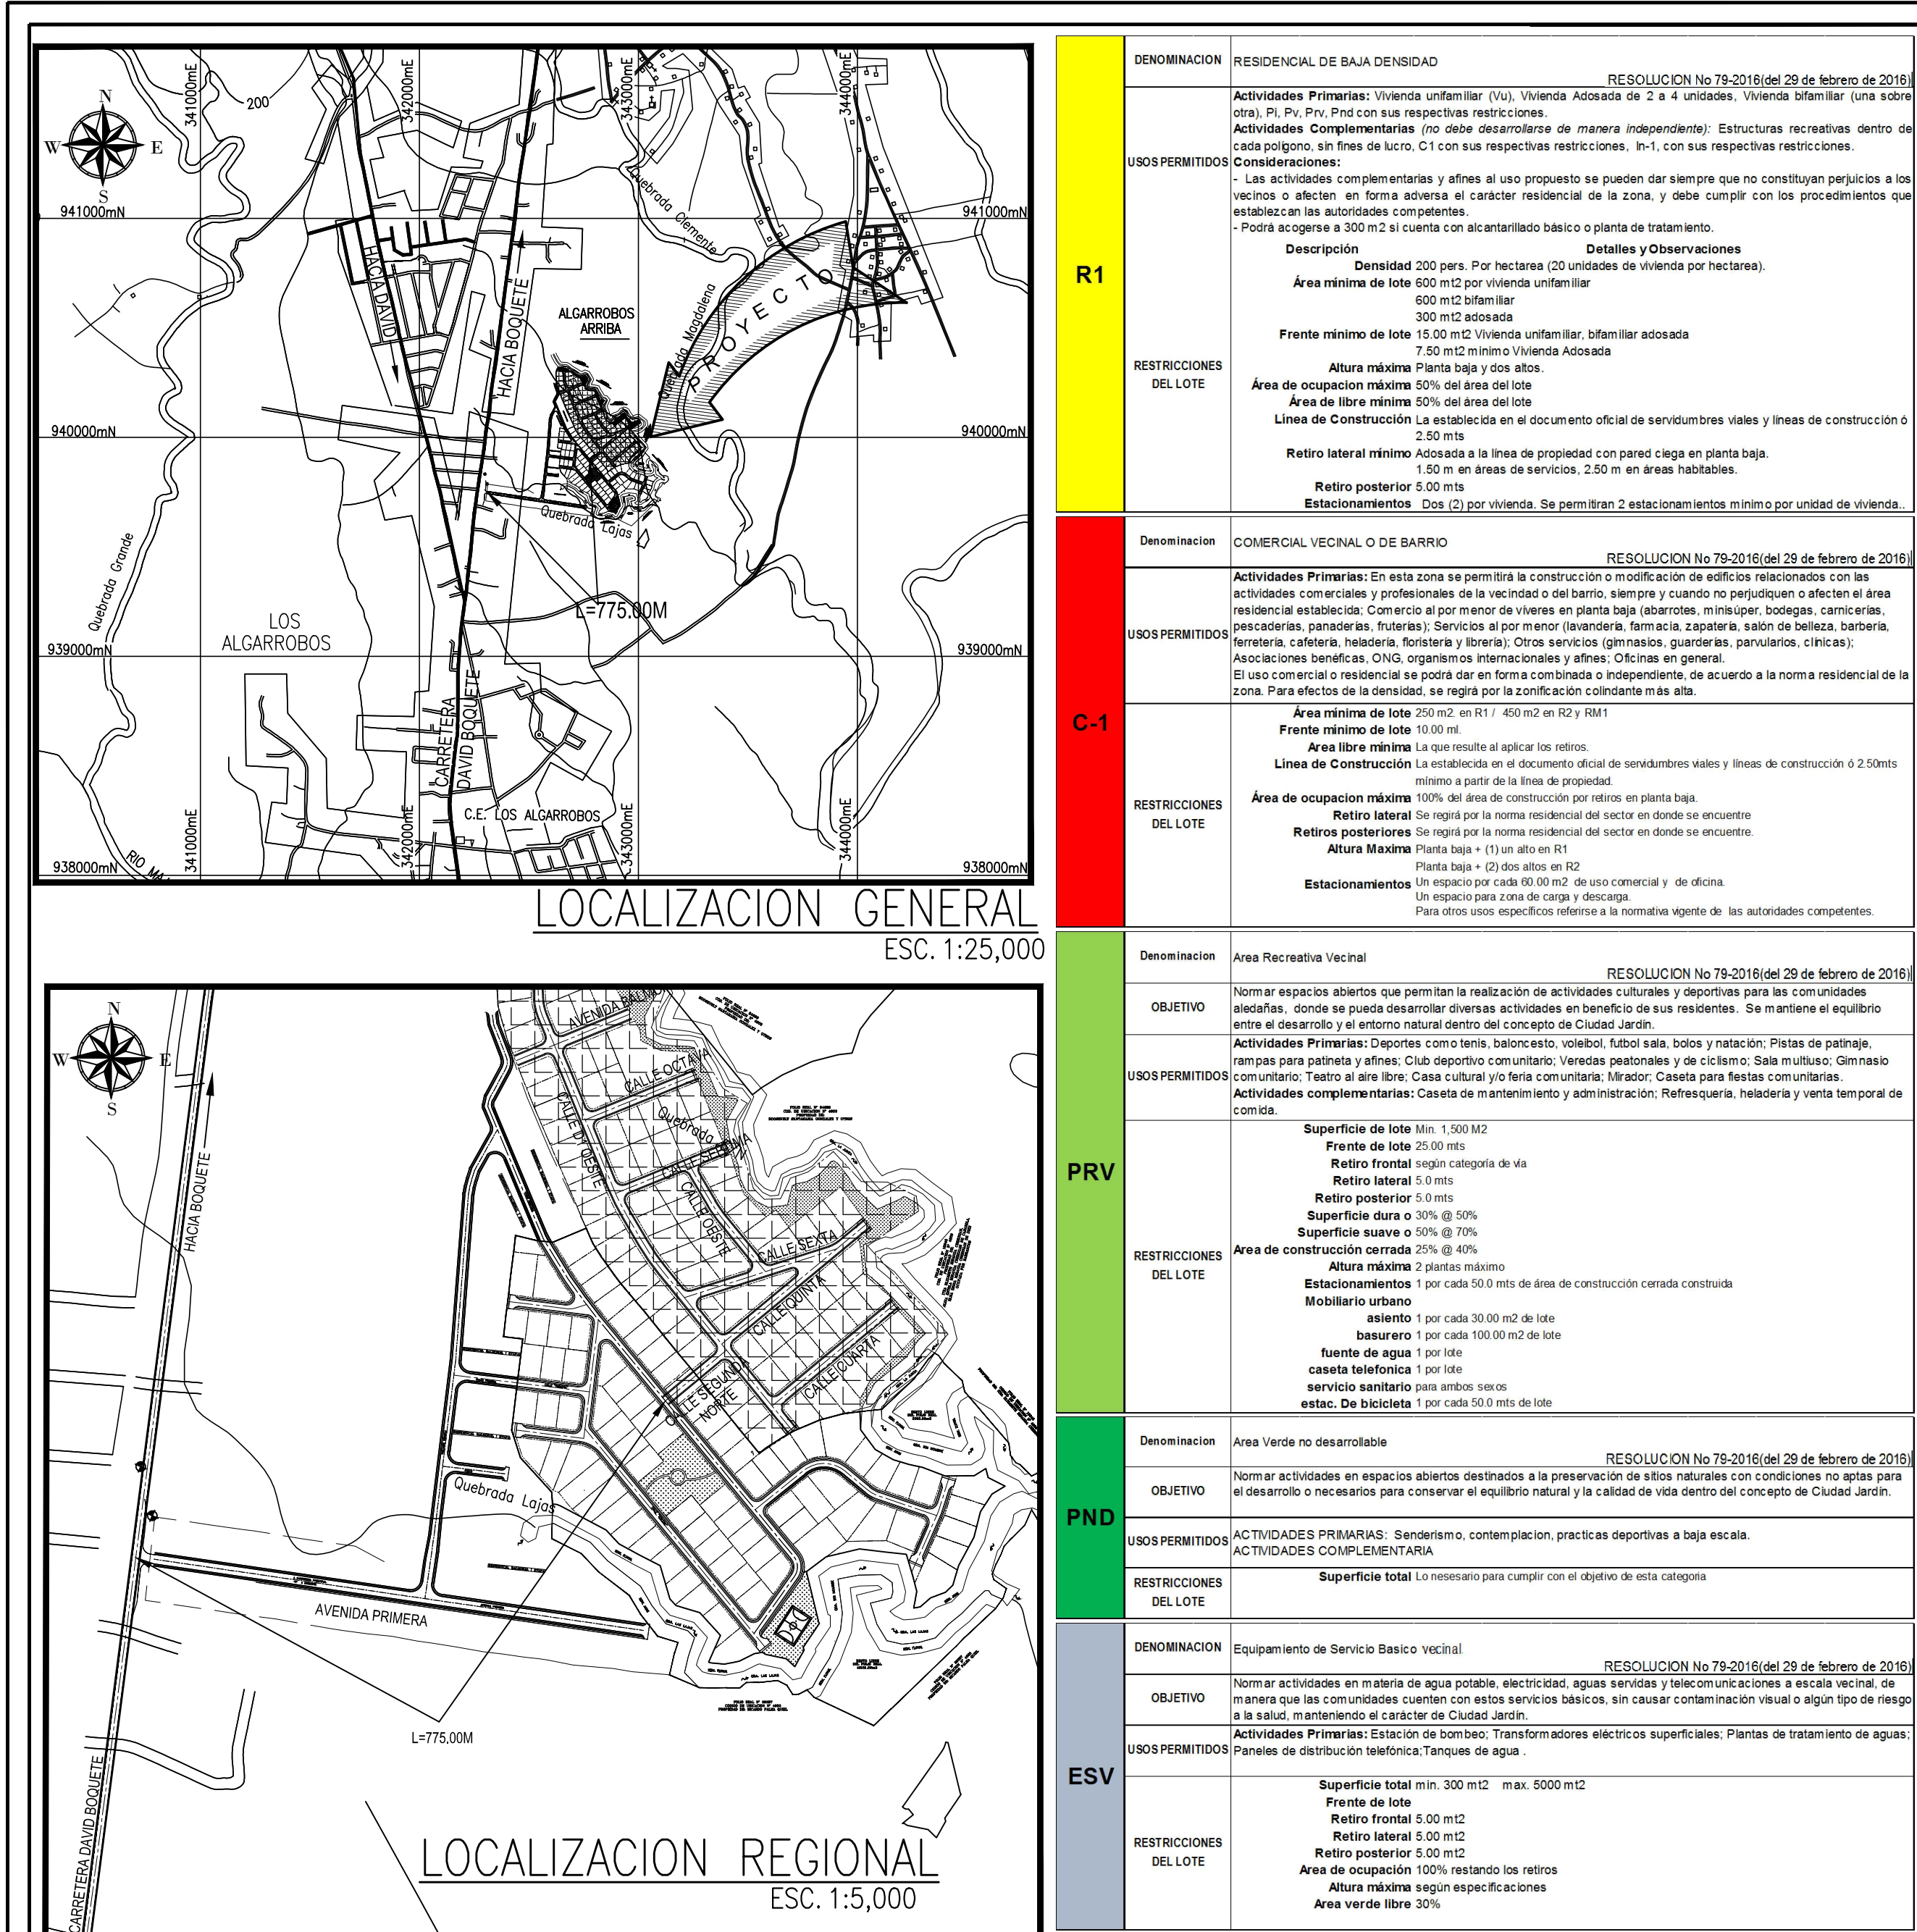 N
W E
S
341000mE
342000mE
343000mE
344000mE
200
941000mN
941000mN
Quebrada Clemente
HACIA DAVID
HACIA BOQUETE
ALGARROBOS
ARRIBA
Quebrada Magdalena
PROYECTO
940000mN
940000mN
Quebrada Lajas
Quebrada Grande
L=775.00M
LOS
ALGARROBOS
939000mN
939000mN
CARRETERA
DAVID BOQUETE
C.E. LOS ALGARROBOS
341000mE
342000mE
343000mE
344000mE
938000mN
RIO
938000mN
LOCALIZACION GENERAL
ESC. 1:25,000
N
W E
S
HACIA BOQUETE
CALLE OCTAVA
Quebrada
CALLE OESTE
CALLE SEXTA
CALLE QUINTA
CALLE CUARTA
CALLE SEGUNDA
NORTE
Quebrada Lajas
AVENIDA PRIMERA
L=775.00M
CARRETERA DAVID BOQUETE
LOCALIZACION REGIONAL
ESC. 1:5,000
R1
DENOMINACION RESIDENCIAL DE BAJA DENSIDAD
RESOLUCION No 79-2016(del 29 de febrero de 2016)
USOS PERMITIDOS
Actividades Primarias: Vivienda unifamiliar (Vu), Vivienda Adosada de 2 a 4 unidades, Vivienda bifamiliar (una sobre
otra), Pi, Pv, Prv, Pnd con sus respectivas restricciones.
Actividades Complementarias (no debe desarrollarse de manera independiente): Estructuras recreativas dentro de
cada polígono, sin fines de lucro, C1 con sus respectivas restricciones, In-1, con sus respectivas restricciones.
Consideraciones:
- Las actividades complementarias y afines al uso propuesto se pueden dar siempre que no constituyan perjuicios a los
vecinos o afecten en forma adversa el carácter residencial de la zona, y debe cumplir con los procedimientos que
establezcan las autoridades competentes.
- Podrá acogerse a 300 m2 si cuenta con alcantarillado básico o planta de tratamiento.
RESTRICCIONES
DEL LOTE
Descripción Detalles y Observaciones
Densidad 200 pers. Por hectarea (20 unidades de vivienda por hectarea).
Área mínima de lote 600 mt2 por vivienda unifamiliar
600 mt2 bifamiliar
300 mt2 adosada
Frente mínimo de lote 15.00 mt2 Vivienda unifamiliar, bifamiliar adosada
7.50 mt2 minimo Vivienda Adosada
Altura máxima Planta baja y dos altos.
Área de ocupacion máxima 50% del área del lote
Área de libre mínima 50% del área del lote
Línea de Construcción La establecida en el documento oficial de servidumbres viales y líneas de construcción ó
2.50 mts
Retiro lateral mínimo Adosada a la línea de propiedad con pared ciega en planta baja.
1.50 m en áreas de servicios, 2.50 m en áreas habitables.
Retiro posterior 5.00 mts
Estacionamientos Dos (2) por vivienda. Se permitiran 2 estacionamientos minimo por unidad de vivienda..
C-1
Denominacion COMERCIAL VECINAL O DE BARRIO
RESOLUCION No 79-2016(del 29 de febrero de 2016)
USOS PERMITIDOS
Actividades Primarias: En esta zona se permitirá la construcción o modificación de edificios relacionados con las
actividades comerciales y profesionales de la vecindad o del barrio, siempre y cuando no perjudiquen o afecten el área
residencial establecida; Comercio al por menor de víveres en planta baja (abarrotes, minisúper, bodegas, carnicerías,
pescaderías, panaderías, fruterías); Servicios al por menor (lavandería, farmacia, zapatería, salón de belleza, barbería,
ferretería, cafetería, heladería, floristería y librería); Otros servicios (gimnasios, guarderías, parvularios, clínicas);
Asociaciones benéficas, ONG, organismos internacionales y afines; Oficinas en general.
El uso comercial o residencial se podrá dar en forma combinada o independiente, de acuerdo a la norma residencial de la
zona. Para efectos de la densidad, se regirá por la zonificación colindante más alta.
RESTRICCIONES
DEL LOTE
Área mínima de lote 250 m2. en R1 / 450 m2 en R2 y RM1
Frente mínimo de lote 10.00 ml.
Area libre mínima La que resulte al aplicar los retiros.
Línea de Construcción La establecida en el documento oficial de servidumbres viales y líneas de construcción ó 2.50mts
mínimo a partir de la línea de propiedad.
Área de ocupacion máxima 100% del área de construcción por retiros en planta baja.
Retiro lateral Se regirá por la norma residencial del sector en donde se encuentre
Retiros posteriores Se regirá por la norma residencial del sector en donde se encuentre.
Altura Maxima Planta baja + (1) un alto en R1
Planta baja + (2) dos altos en R2
Estacionamientos Un espacio por cada 60.00 m2 de uso comercial y de oficina.
Un espacio para zona de carga y descarga.
Para otros usos específicos referirse a la normativa vigente de las autoridades competentes.
PRV
Denominacion Area Recreativa Vecinal
RESOLUCION No 79-2016(del 29 de febrero de 2016)
OBJETIVO
Normar espacios abiertos que permitan la realización de actividades culturales y deportivas para las comunidades
aledañas, donde se pueda desarrollar diversas actividades en beneficio de sus residentes. Se mantiene el equilibrio
entre el desarrollo y el entorno natural dentro del concepto de Ciudad Jardín.
USOS PERMITIDOS
Actividades Primarias: Deportes como tenis, baloncesto, voleibol, futbol sala, bolos y natación; Pistas de patinaje,
rampas para patineta y afines; Club deportivo comunitario; Veredas peatonales y de ciclismo; Sala multiuso; Gimnasio
comunitario; Teatro al aire libre; Casa cultural y/o feria comunitaria; Mirador; Caseta para fiestas comunitarias.
Actividades complementarias: Caseta de mantenimiento y administración; Refresquería, heladería y venta temporal de
comida.
RESTRICCIONES
DEL LOTE
Superficie de lote Min. 1,500 M2
Frente de lote 25.00 mts
Retiro frontal según categoría de vía
Retiro lateral 5.0 mts
Retiro posterior 5.0 mts
Superficie dura o 30% @ 50%
Superficie suave o 50% @ 70%
Area de construcción cerrada 25% @ 40%
Altura máxima 2 plantas máximo
Estacionamientos 1 por cada 50.0 mts de área de construcción cerrada construida
Mobiliario urbano
asiento 1 por cada 30.00 m2 de lote
basurero 1 por cada 100.00 m2 de lote
fuente de agua 1 por lote
caseta telefonica 1 por lote
servicio sanitario para ambos sexos
estac. De bicicleta 1 por cada 50.0 mts de lote
PND
Denominacion Area Verde no desarrollable
RESOLUCION No 79-2016(del 29 de febrero de 2016)
OBJETIVO
Normar actividades en espacios abiertos destinados a la preservación de sitios naturales con condiciones no aptas para
el desarrollo o necesarios para conservar el equilibrio natural y la calidad de vida dentro del concepto de Ciudad Jardín.
USOS PERMITIDOS
ACTIVIDADES PRIMARIAS: Senderismo, contemplacion, practicas deportivas a baja escala.
ACTIVIDADES COMPLEMENTARIA
RESTRICCIONES
DEL LOTE
Superficie total Lo nesesario para cumplir con el objetivo de esta categoria
ESV
DENOMINACION Equipamiento de Servicio Basico vecinal
RESOLUCION No 79-2016(del 29 de febrero de 2016)
OBJETIVO
Normar actividades en materia de agua potable, electricidad, aguas servidas y telecomunicaciones a escala vecinal, de
manera que las comunidades cuenten con estos servicios básicos, sin causar contaminación visual o algún tipo de riesgo
a la salud, manteniendo el carácter de Ciudad Jardín.
USOS PERMITIDOS
Actividades Primarias: Estación de bombeo; Transformadores eléctricos superficiales; Plantas de tratamiento de aguas;
Paneles de distribución telefónica;Tanques de agua .
RESTRICCIONES
DEL LOTE
Superficie total min. 300 mt2 max. 5000 mt2
Frente de lote
Retiro frontal 5.00 mt2
Retiro lateral 5.00 mt2
Retiro posterior 5.00 mt2
Area de ocupación 100% restando los retiros
Altura máxima según especificaciones
Area verde libre 30%